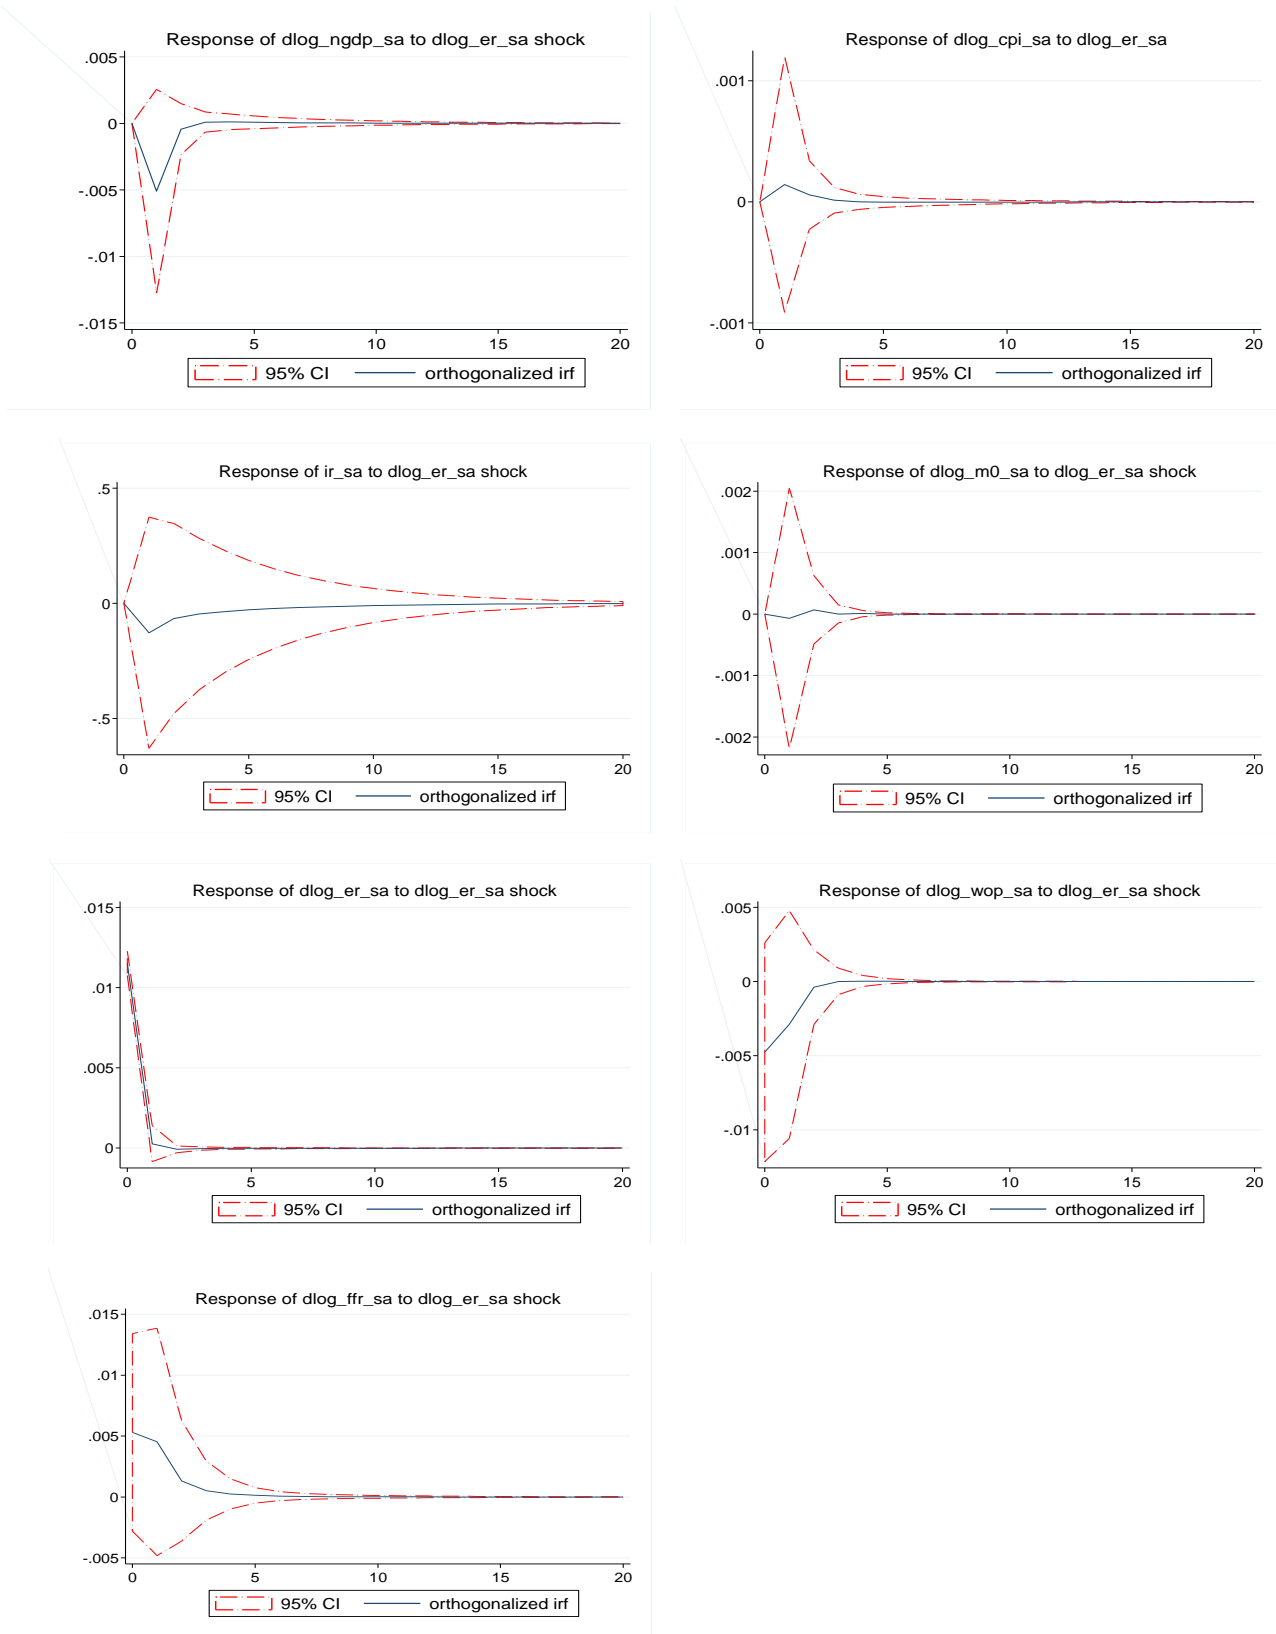 Response of dlog_ngdp_sa to dlog_er_sa shock
.005
0
-.005
-.01
-.015
0 5 10 15 20
95% CI orthogonalized irf
Response of dlog_cpi_sa to dlog_er_sa
.001
0
-.001
0 5 10 15 20
95% CI orthogonalized irf
Response of ir_sa to dlog_er_sa shock
.5
0
-.5
0 5 10 15 20
95% CI orthogonalized irf
Response of dlog_m0_sa to dlog_er_sa shock
.002
.001
0
-.001
-.002
0 5 10 15 20
95% CI orthogonalized irf
Response of dlog_er_sa to dlog_er_sa shock
.015
.01
.005
0
0 5 10 15 20
95% CI orthogonalized irf
Response of dlog_wop_sa to dlog_er_sa shock
.005
0
-.005
-.01
0 5 10 15 20
95% CI orthogonalized irf
Response of dlog_ffr_sa to dlog_er_sa shock
.015
.01
.005
0
-.005
0 5 10 15 20
95% CI orthogonalized irf